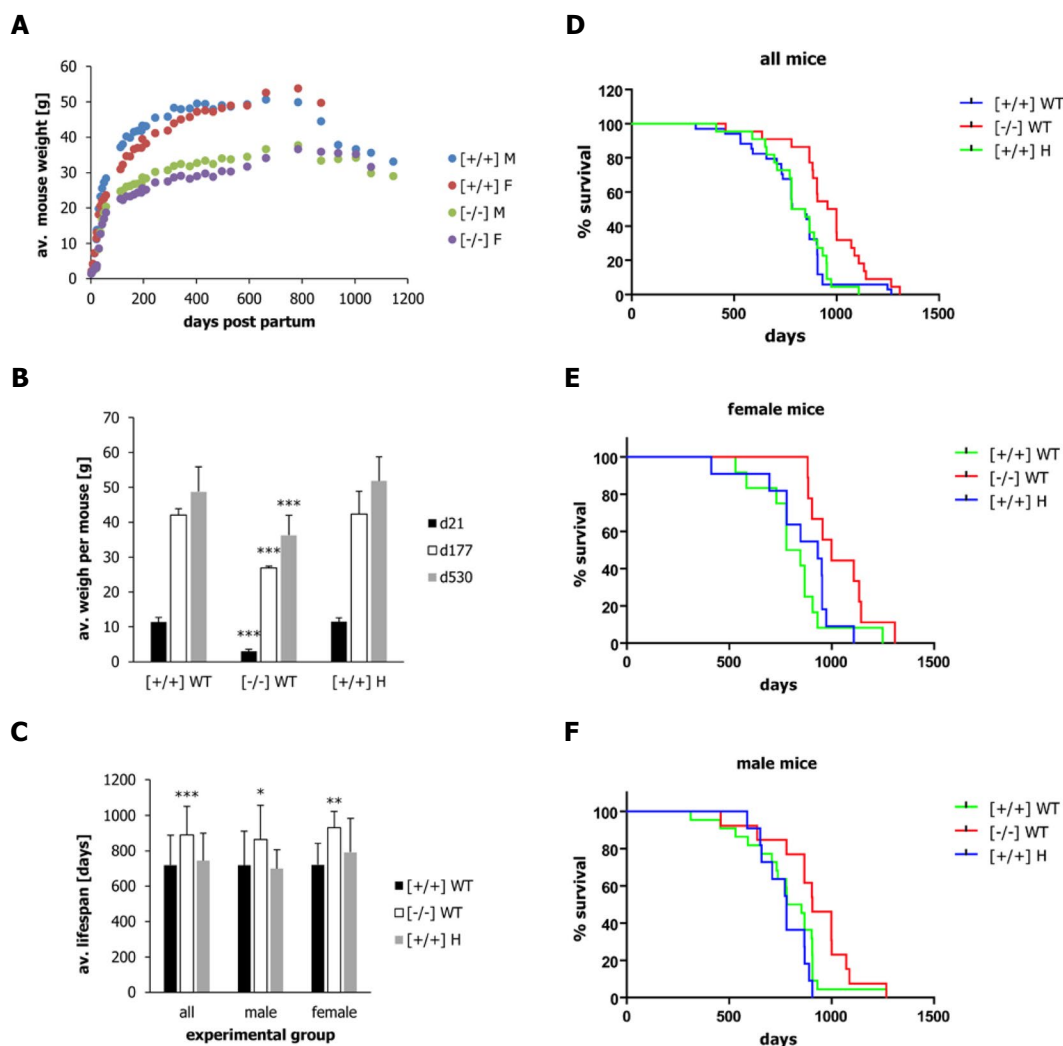 A
60
50
40
30
20
10
0
av. mouse weight [g]
0 200 400 600 800 1000 1200
days post partum
[+/+] M
[+/+] F
[-/-] M
[-/-] F
B
70
60
50
40
30
20
10
0
av. weigh per mouse [g]
***
***
***
[+/+] WT [-/-] WT [+/+] H
d21
d177
d530
C
1200
1000
800
600
400
200
0
av. lifespan [days]
*** * **
all male female
experimental group
[+/+] WT
[-/-] WT
[+/+] H
D
all mice
120
100
80
60
40
20
0
% survival
0 500 1000 1500
days
[+/+] WT
[-/-] WT
[+/+] H
E
female mice
100
80
60
40
20
0
% survival
0 500 1000 1500
days
[+/+] WT
[-/-] WT
[+/+] H
F
male mice
100
80
60
40
20
0
% survival
0 500 1000 1500
days
[+/+] WT
[-/-] WT
[+/+] H